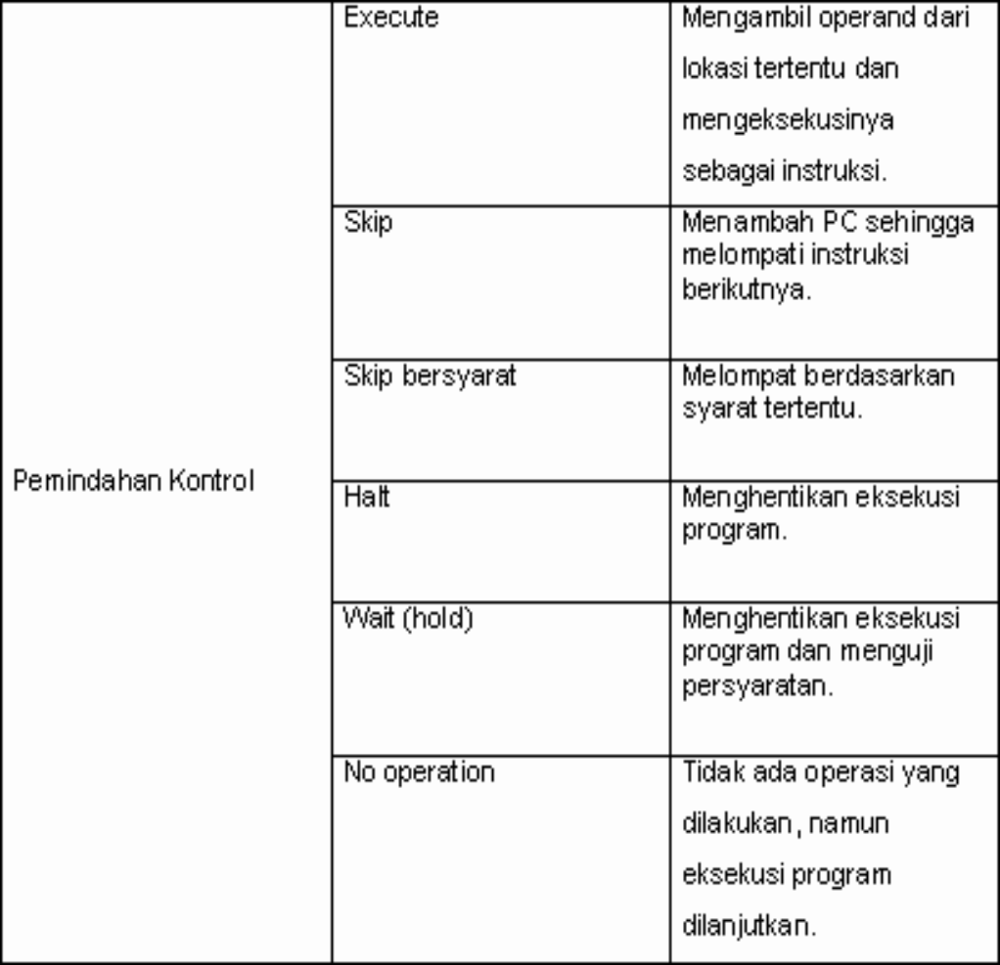 Execute
Mengambil operand dari
lokasi tertentu dan
mengeksekusinya
sebagai instruksi.
Skip
Menambah PC sehingga
melompati instruksi
berikutnya.
Skip bersyarat
Melompat berdasarkan
syarat tertentu.
Pemindahan Kontrol
Halt
Menghentikan eksekusi
program.
Wait (hold)
Menghentikan eksekusi
program dan menguji
persyaratan.
No operation
Tidak ada operasi yang
dilakukan, namun
eksekusi program
dilanjutkan.